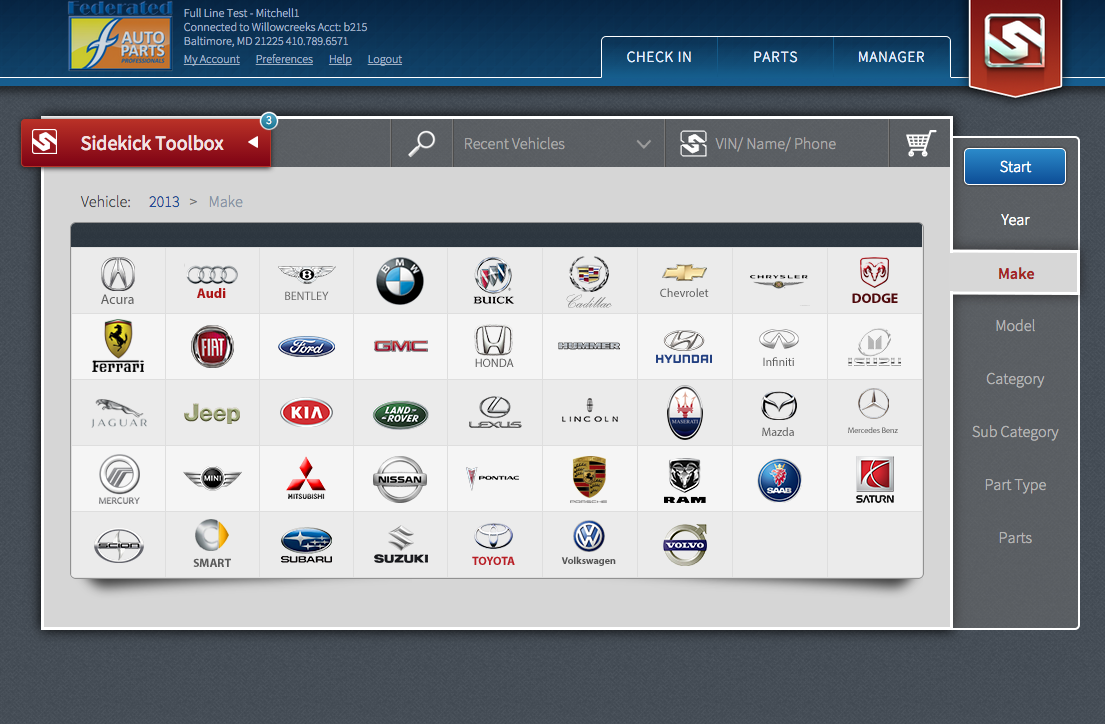 Federated
AUTO
PARTS
PROFESSIONALS
Full Line Test - Mitchell1
Connected to Willowcreeks Acct: b215
Baltimore, MD 21225 410.789.6571
My Account Preferences Help Logout
CHECK IN PARTS MANAGER
Sidekick Toolbox
3
Recent Vehicles
VIN/ Name/ Phone
Vehicle: 2013 > Make
Start
Year
Make
Model
Category
Sub Category
Part Type
Parts
Acura
Audi
B
BENTLEY
BMW
BUICK
Cadillac
Chevrolet
CHRYSLER
DODGE
Ferrari
FIAT
Ford
GMC
HONDA
HUMMER
HYUNDAI
Infiniti
ISUZU
JAGUAR
Jeep
KIA
LAND-
-ROVER
LEXUS
LINCOLN
MASERATI
Mazda
Mercedes Benz
MERCURY
MINI
MITSUBISHI
NISSAN
PONTIAC
PORSCHE
RAM
SAAB
SATURN
SCION
SMART
SUBARU
SUZUKI
TOYOTA
Volkswagen
VOLVO